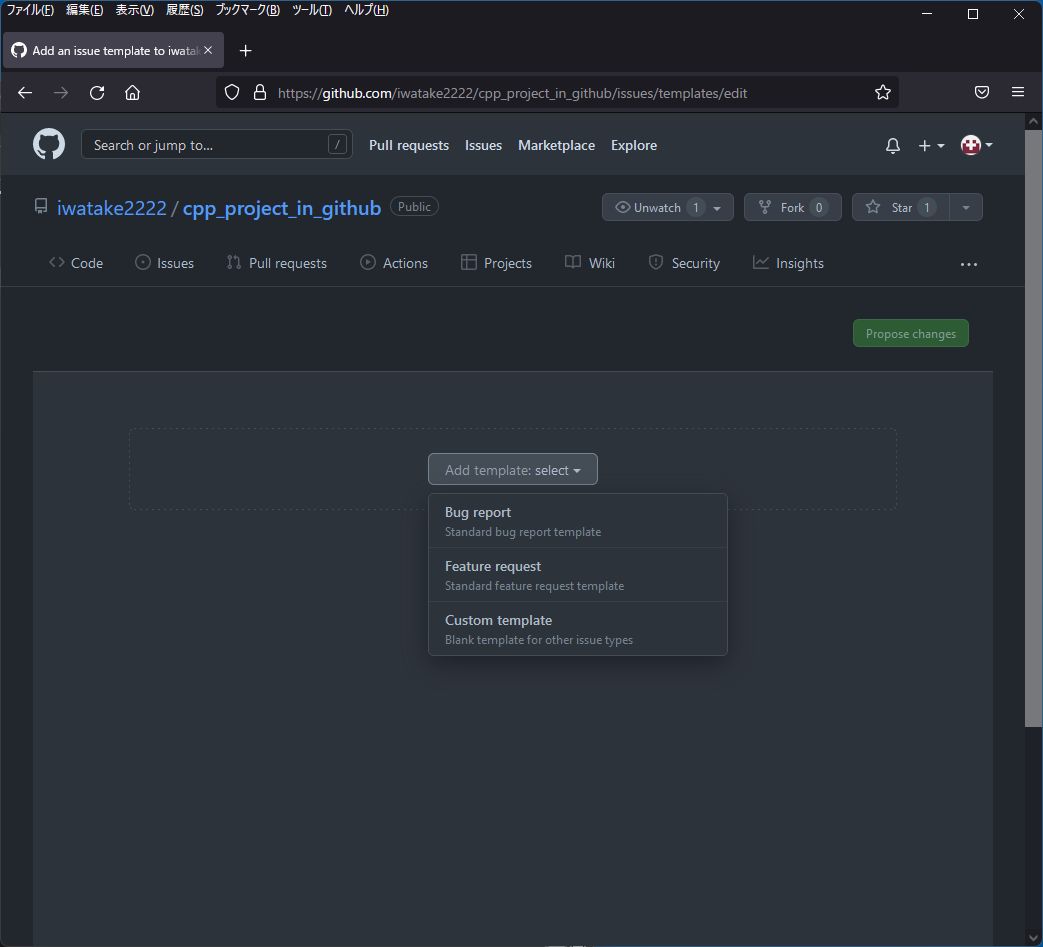 ファイル(F) 編集(E) 表示(V) 履歴(S) ブックマーク(B) ツール(T) ヘルプ(H)
Add an issue template to iwatak
https://github.com/iwatake2222/cpp_project_in_github/issues/templates/edit
Search or jump to... / Pull requests Issues Marketplace Explore
iwatake2222 / cpp_project_in_github Public Unwatch 1 Fork 0 Star 1
Code Issues Pull requests Actions Projects Wiki Security Insights ...
Propose changes
Add template: select
Bug report
Standard bug report template
Feature request
Standard feature request template
Custom template
Blank template for other issue types